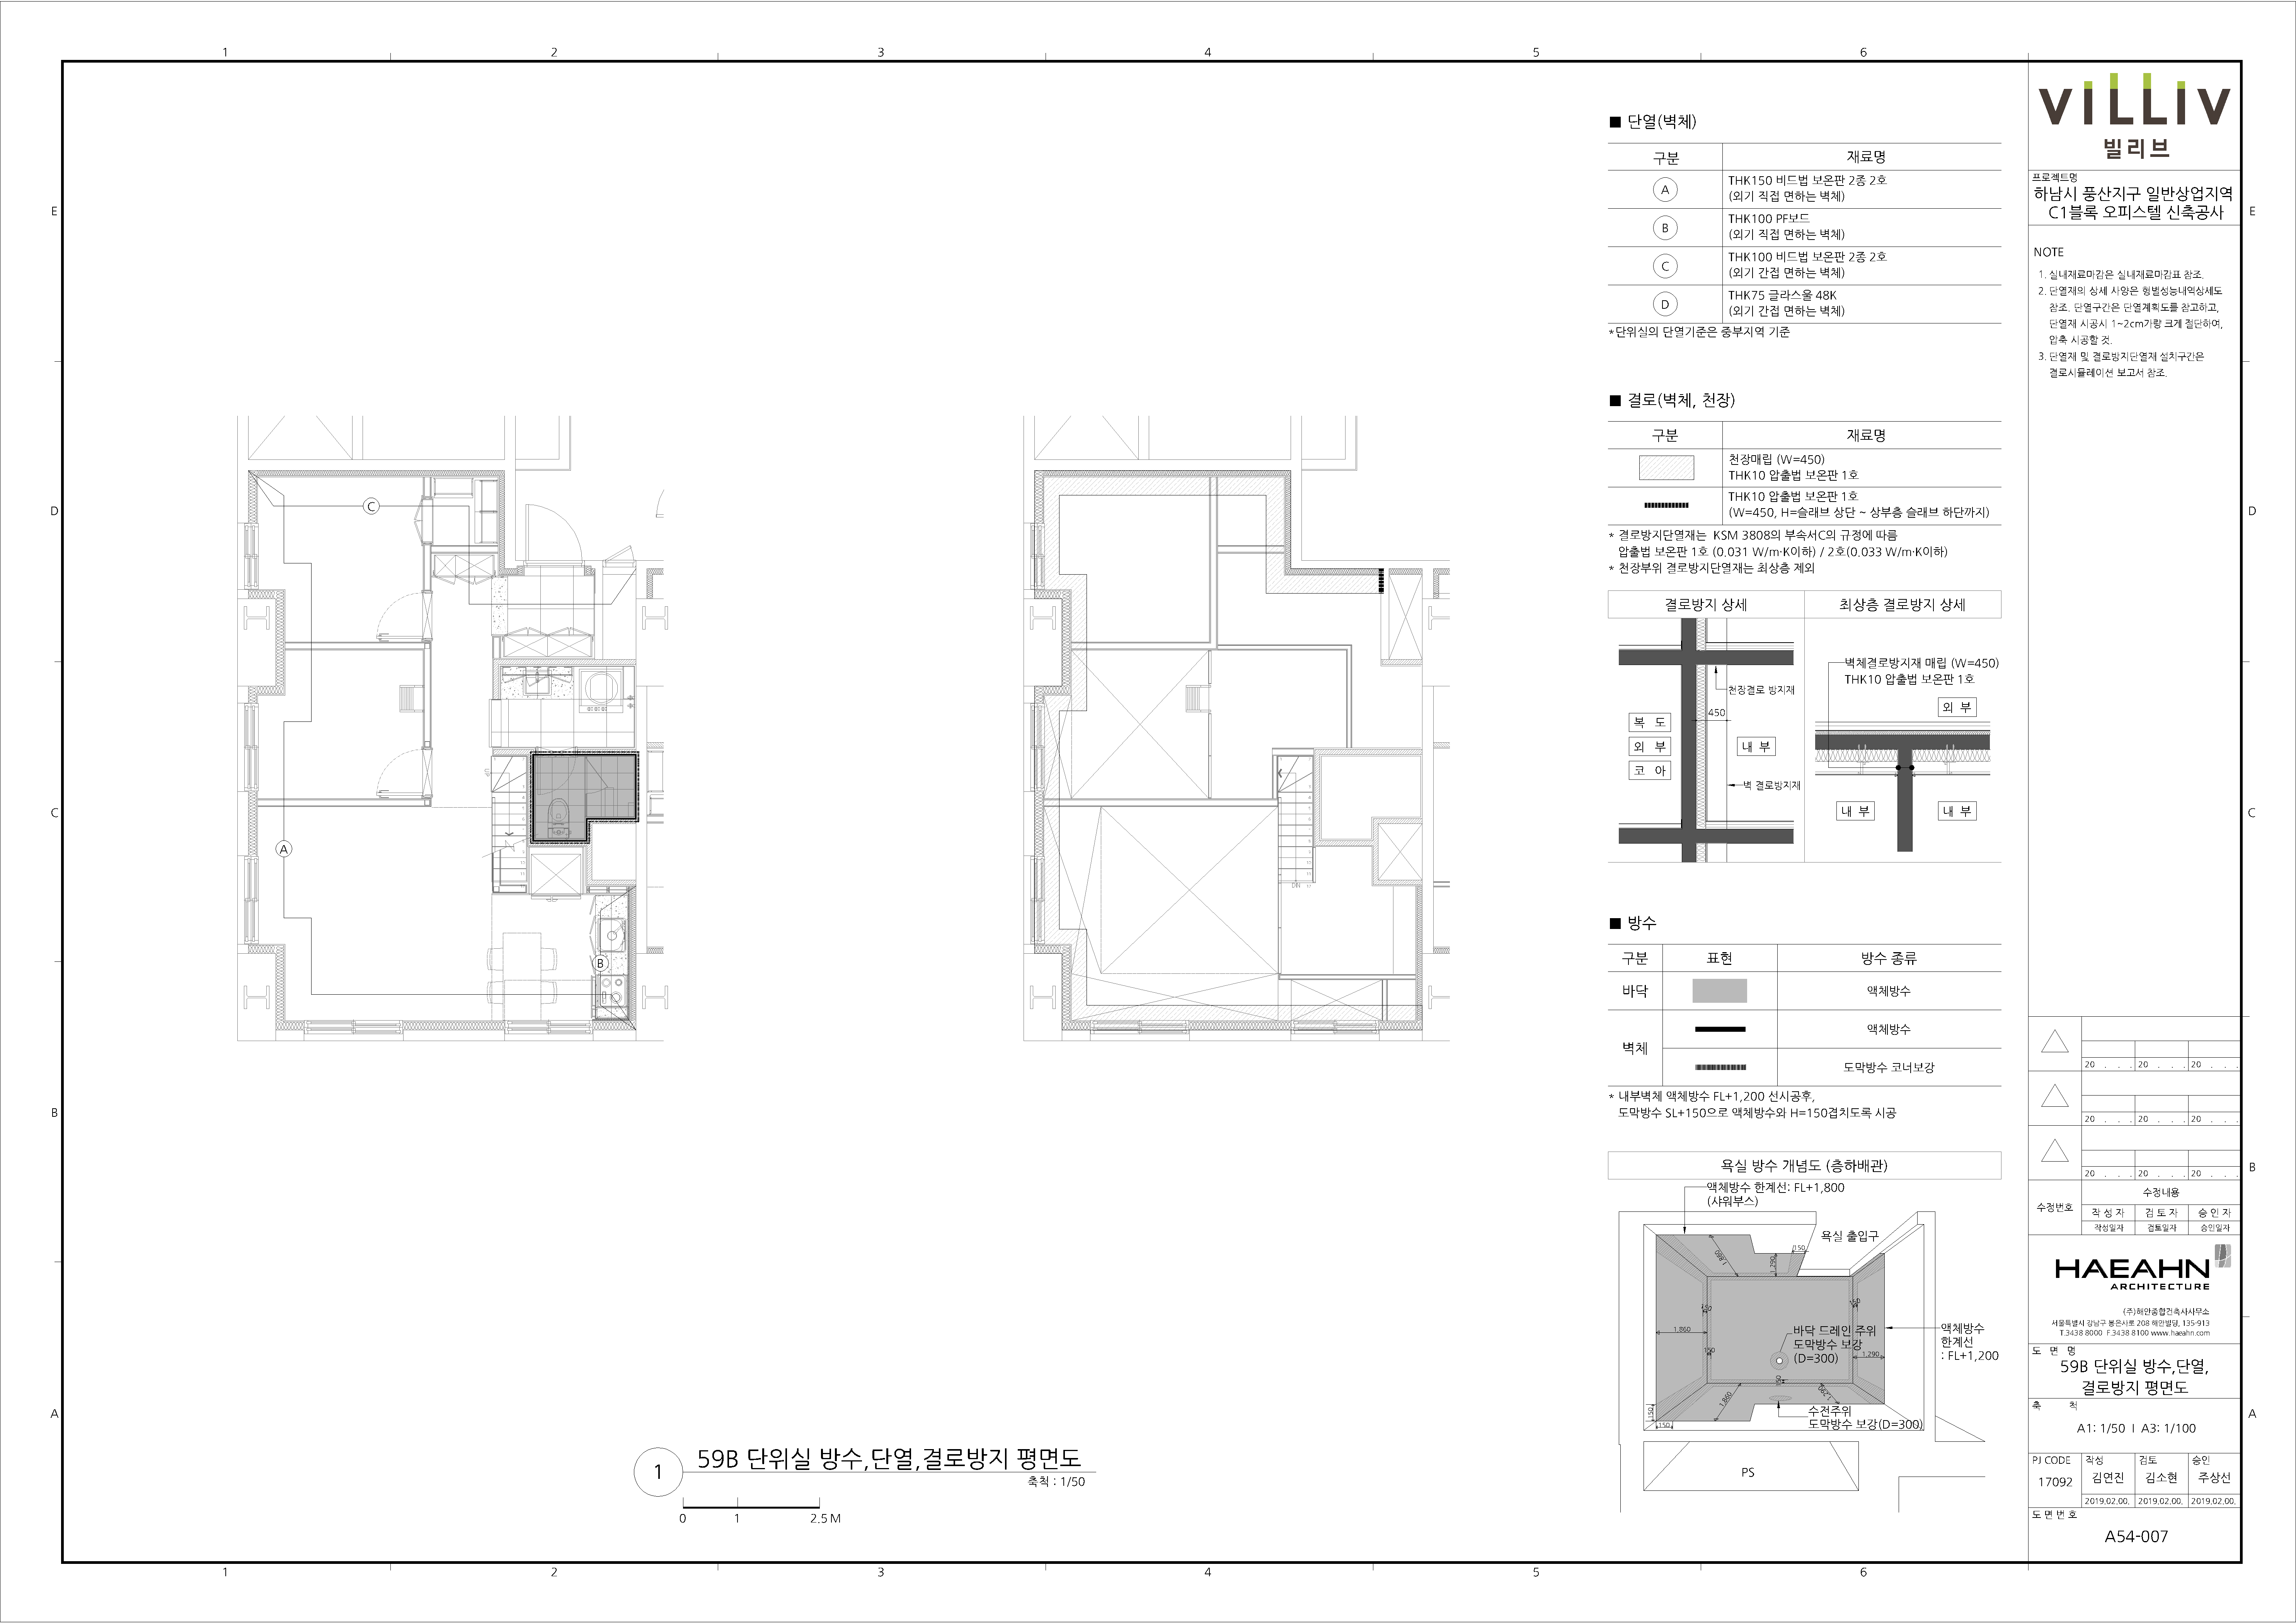 1 2 3 4 5 6
E
D
C
B
A
C
A
B
1
59B 단위실 방수,단열,결로방지 평면도
축척 : 1/50
0 1 2.5 M
■ 단열(벽체)
구분 재료명
A THK150 비드법 보온판 2종 2호
(외기 직접 면하는 벽체)
B THK100 PF보드
(외기 직접 면하는 벽체)
C THK100 비드법 보온판 2종 2호
(외기 간접 면하는 벽체)
D THK75 글라스울 48K
(외기 간접 면하는 벽체)
*단위실의 단열기준은 중부지역 기준
■ 결로(벽체, 천장)
구분 재료명
천장매립 (W=450)
THK10 압출법 보온판 1호
THK10 압출법 보온판 1호
(W=450, H=슬래브 상단 ~ 상부층 슬래브 하단까지)
* 결로방지단열재는 KSM 3808의 부속서C의 규정에 따름
압출법 보온판 1호 (0.031 W/m·K이하) / 2호(0.033 W/m·K이하)
* 천장부위 결로방지단열재는 최상층 제외
결로방지 상세 최상층 결로방지 상세
천장결로 방지재
450
복 도
외 부
코 아
내 부
벽 결로방지재
벽체결로방지재 매립 (W=450)
THK10 압출법 보온판 1호
외 부
내 부 내 부
■ 방수
구분 표현 방수 종류
바닥 액체방수
벽체 액체방수
도막방수 코너보강
* 내부벽체 액체방수 FL+1,200 선시공후,
도막방수 SL+150으로 액체방수와 H=150겹치도록 시공
욕실 방수 개념도 (층하배관)
액체방수 한계선: FL+1,800
(샤워부스)
욕실 출입구
1,860
1,290
150
150
150
1,860
바닥 드레인 주위
도막방수 보강
(D=300)
150
1,290
액체방수
한계선
: FL+1,200
150
1,860
1,290
수전주위
도막방수 보강(D=300)
150
150
PS
ViLLiV
빌리브
프로젝트명
하남시 풍산지구 일반상업지역
C1블록 오피스텔 신축공사
NOTE
1. 실내재료마감은 실내재료마감표 참조.
2. 단열재의 상세 사양은 형별성능내역상세도
참조. 단열구간은 단열계획도를 참고하고,
단열재 시공시 1~2cm가량 크게 절단하여,
압축 시공할 것.
3. 단열재 및 결로방지단열재 설치구간은
결로시뮬레이션 보고서 참조.
20 . . . 20 . . . 20 . . .
20 . . . 20 . . . 20 . . .
20 . . . 20 . . . 20 . . .
수정번호 수정내용
작 성 자 검 토 자 승 인 자
작성일자 검토일자 승인일자
HAEAHN
ARCHITECTURE
(주)해안종합건축사사무소
서울특별시 강남구 봉은사로 208 해안빌딩, 135-913
T.3438 8000 F.3438 8100 www.haeahn.com
도 면 명
59B 단위실 방수,단열,
결로방지 평면도
축 척
A1: 1/50 I A3: 1/100
PJ CODE 작성 검토 승인
17092 김연진 김소현 주상선
2019.02.00. 2019.02.00. 2019.02.00.
도 면 번 호
A54-007
E
D
C
B
A
1 2 3 4 5 6